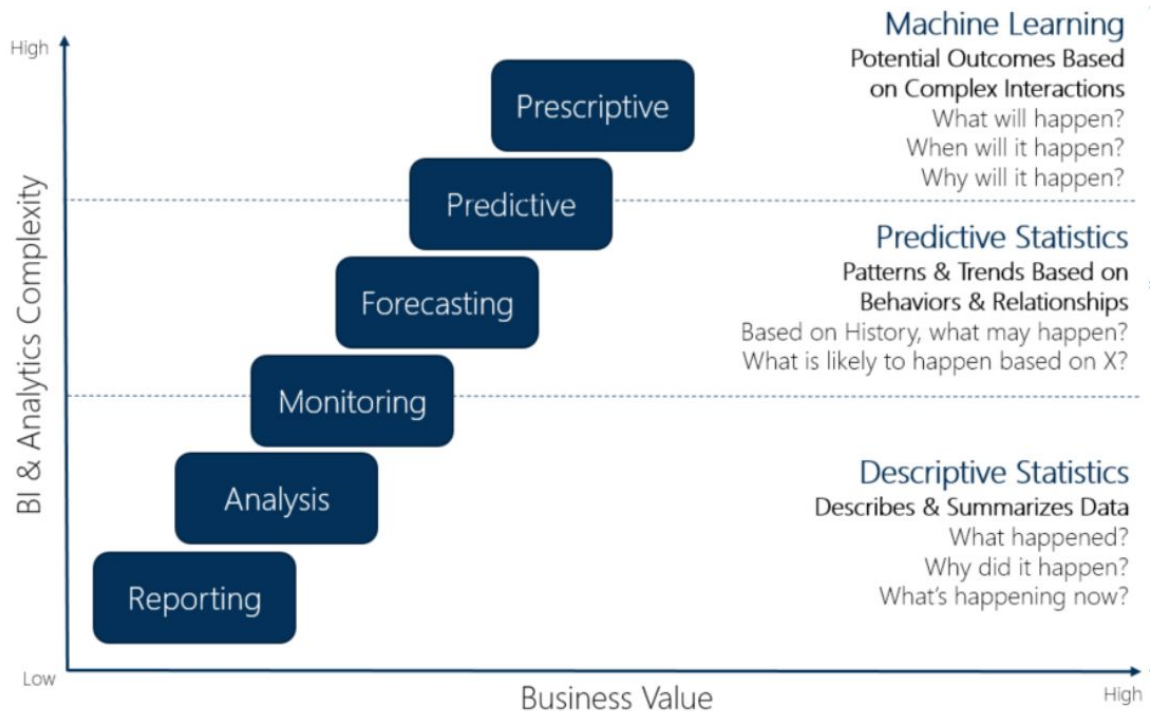 High
Machine Learning
Potential Outcomes Based
on Complex Interactions
What will happen?
When will it happen?
Why will it happen?
Prescriptive
Predictive
Predictive Statistics
Patterns & Trends Based on
Behaviors & Relationships
Based on History, what may happen?
What is likely to happen based on X?
Forecasting
BI & Analytics Complexity
Monitoring
Analysis
Descriptive Statistics
Describes & Summarizes Data
What happened?
Why did it happen?
What's happening now?
Reporting
Low
Business Value
High